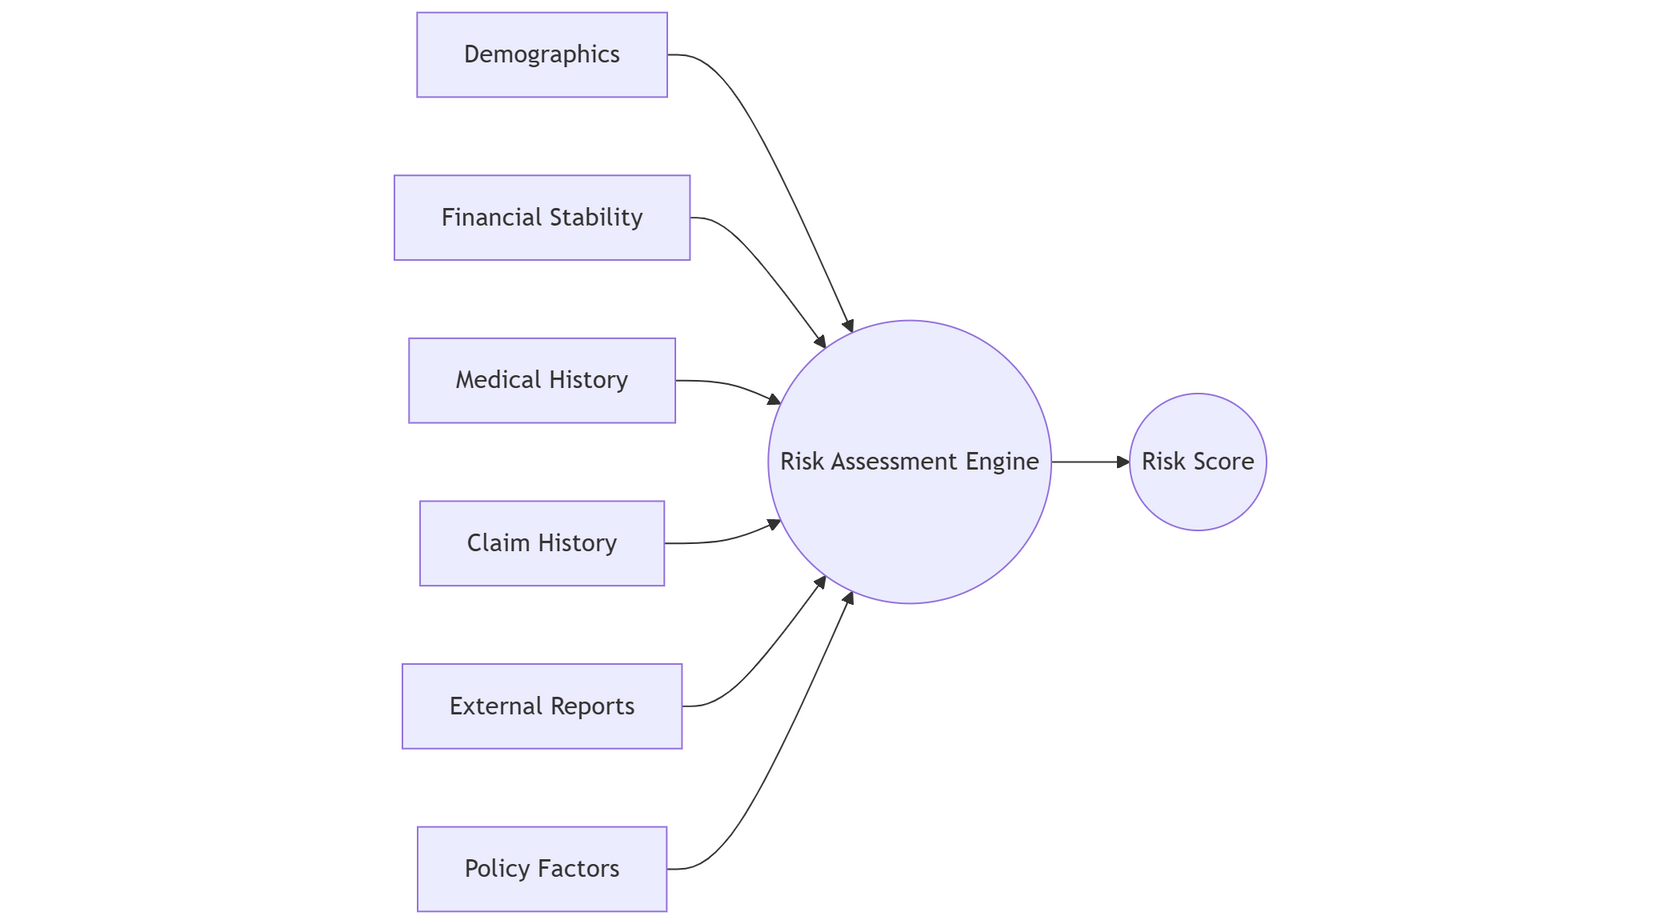 Demographics
Financial Stability
Medical History
Claim History
External Reports
Policy Factors
Risk Assessment Engine
Risk Score